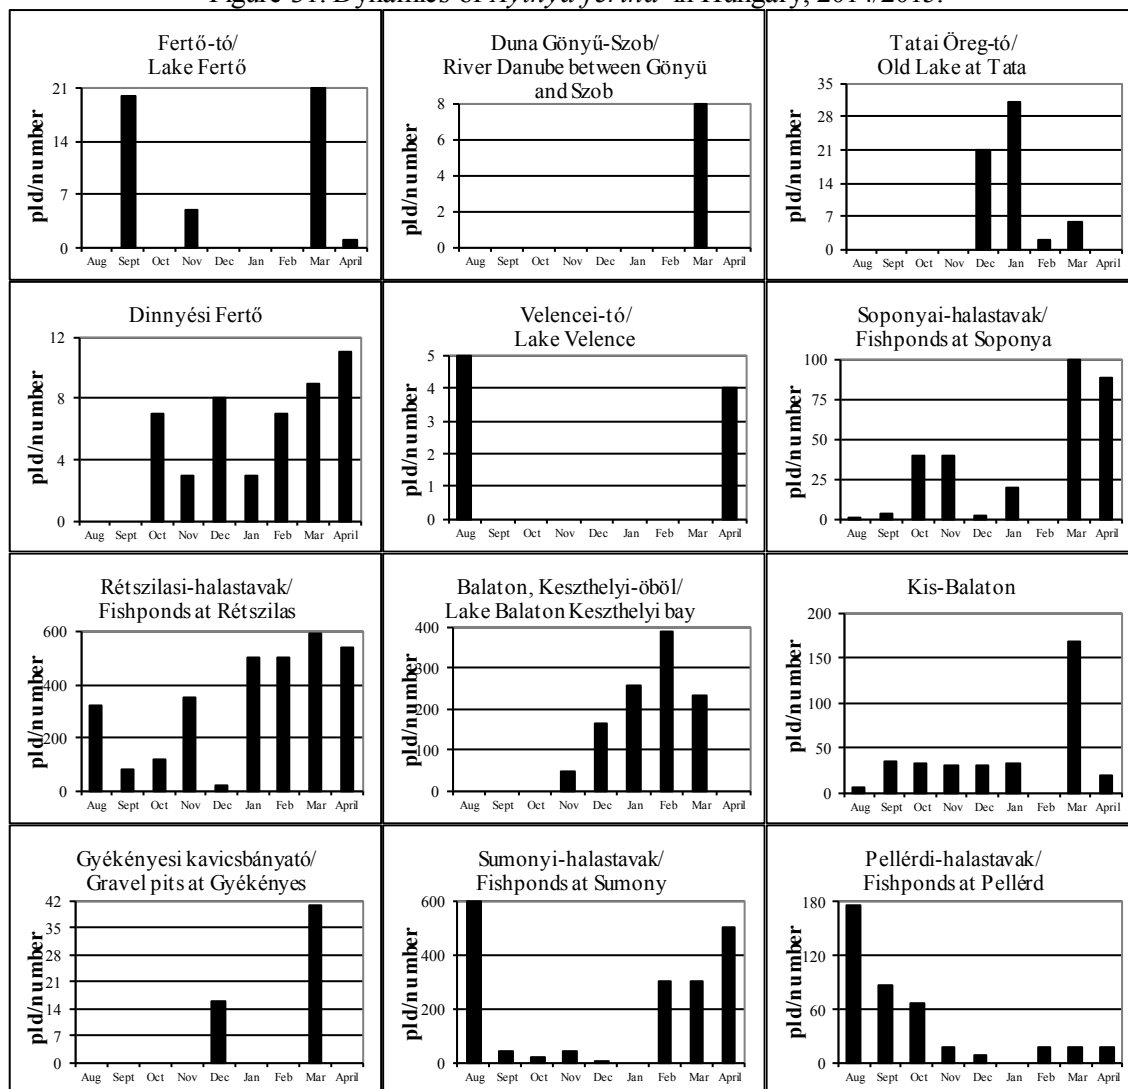 Figure 31. Dynamics of Aythya ferina in Hungary, 2014/2015.
Fertő-tó/
Lake Fertő
pld/number
21
14
7
0
Aug Sept Oct Nov Dec Jan Feb Mar April
Duna Gönyű-Szob/
River Danube between Gönyü
and Szob
pld/number
8
6
4
2
0
Aug Sept Oct Nov Dec Jan Feb Mar April
Tatai Öreg-tó/
Old Lake at Tata
pld/number
35
28
21
14
7
0
Aug Sept Oct Nov Dec Jan Feb Mar April
Dinnyési Fertő
pld/number
12
8
4
0
Aug Sept Oct Nov Dec Jan Feb Mar April
Velencei-tó/
Lake Velence
pld/number
5
4
3
2
1
0
Aug Sept Oct Nov Dec Jan Feb Mar April
Soponyai-halastavak/
Fishponds at Soponya
pld/number
100
75
50
25
0
Aug Sept Oct Nov Dec Jan Feb Mar April
Rétszilasi-halastavak/
Fishponds at Rétszilas
pld/number
600
400
200
0
Aug Sept Oct Nov Dec Jan Feb Mar April
Balaton, Keszthelyi-öböl/
Lake Balaton Keszthelyi bay
pld/number
400
300
200
100
0
Aug Sept Oct Nov Dec Jan Feb Mar April
Kis-Balaton
pld/number
200
150
100
50
0
Aug Sept Oct Nov Dec Jan Feb Mar April
Gyékényesi kavicsbányató/
Gravel pits at Gyékényes
pld/number
42
35
28
21
14
7
0
Aug Sept Oct Nov Dec Jan Feb Mar April
Sumonyi-halastavak/
Fishponds at Sumony
pld/number
600
400
200
0
Aug Sept Oct Nov Dec Jan Feb Mar April
Pellérdi-halastavak/
Fishponds at Pellérd
pld/number
180
120
60
0
Aug Sept Oct Nov Dec Jan Feb Mar April